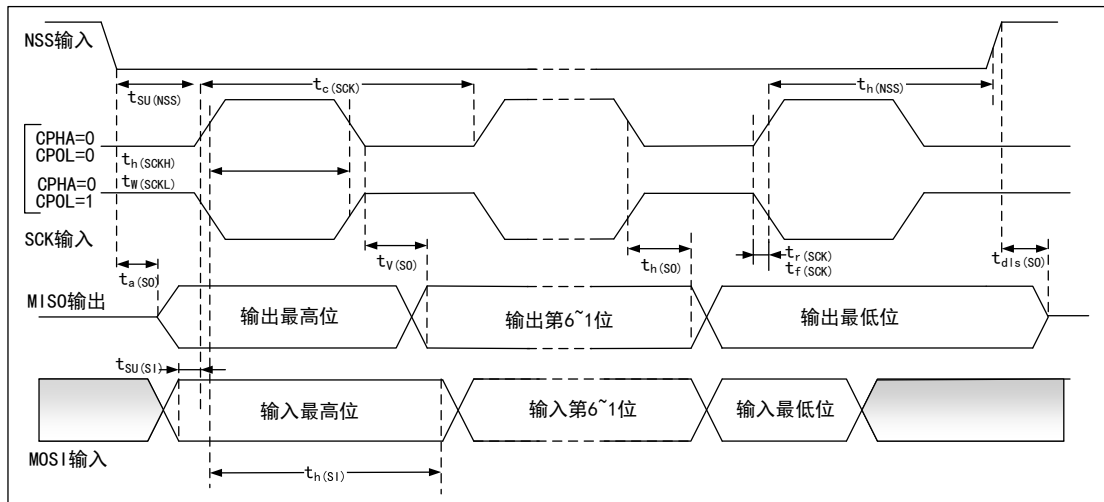 NSS输入
tSU(NSS)
tc(SCK)
th(NSS)
CPHA=0
CPOL=0
th(SCKH)
tW(SCKL)
CPHA=0
CPOL=1
SCK输入
ta(SO)
tV(SO)
th(SO)
tr(SCK)
tf(SCK)
tdls(SO)
MISO输出
输出最高位
输出第6~1位
输出最低位
tSU(SI)
输入最高位
输入第6~1位
输入最低位
MOSI输入
th(SI)